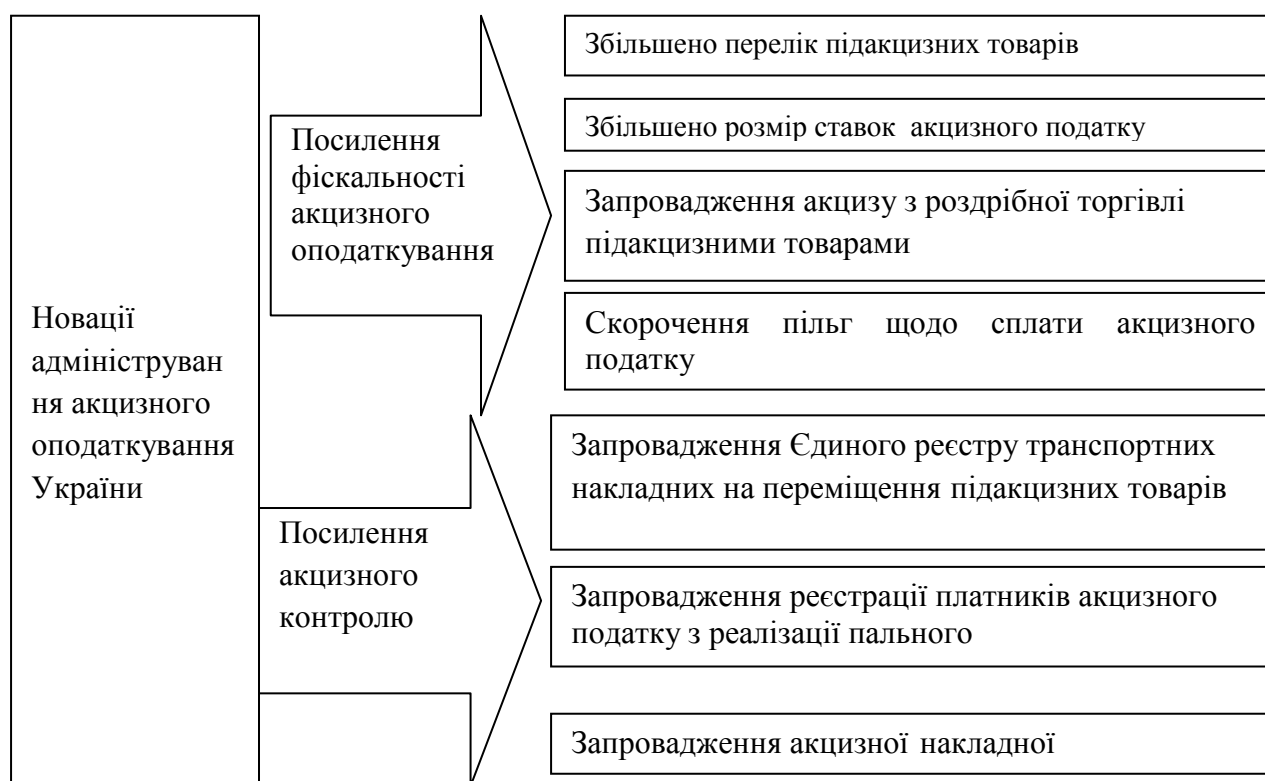 Новації
адмініструван
ня акцизного
оподаткування
України
Посилення
фіскальності
акцизного
оподаткування
Збільшено перелік підакцизних товарів
Збільшено розмір ставок акцизного податку
Запровадження акцизу з роздрібної торгівлі
підакцизними товарами
Скорочення пільг щодо сплати акцизного
податку
Посилення
акцизного
контролю
Запровадження Єдиного реєстру транспортних
накладних на переміщення підакцизних товарів
Запровадження реєстрації платників акцизного
податку з реалізації пального
Запровадження акцизної накладної